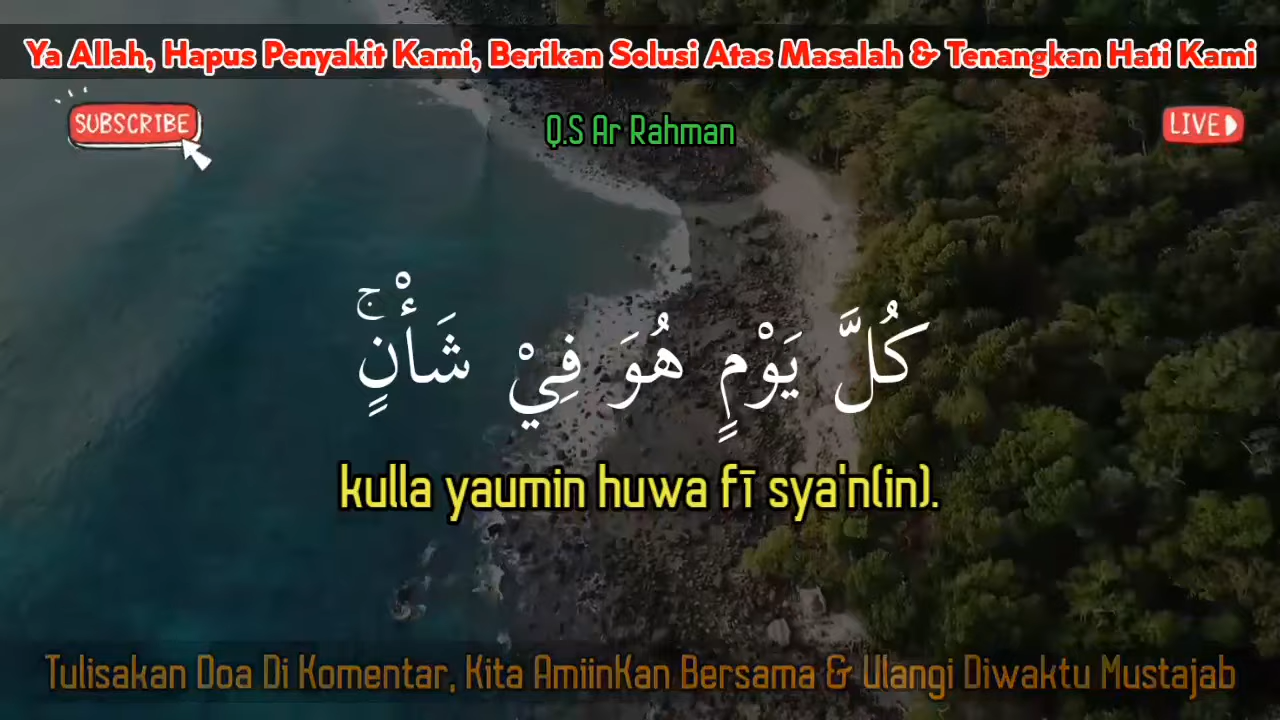 Ya Allah, Hapus Penyakit Kami, Berikan Solusi Atas Masalah & Tenangkan Hati Kami
SUBSCRIBE
LIVE
Q.S Ar Rahman
كُلَّ يَوْمٍ هُوَ فِيْ شَأْنٍۚ
kulla yaumin huwa fī sya'n(in).
Tulisakan Doa Di Komentar, Kita AmiinKan Bersama & Ulangi Diwaktu Mustajab